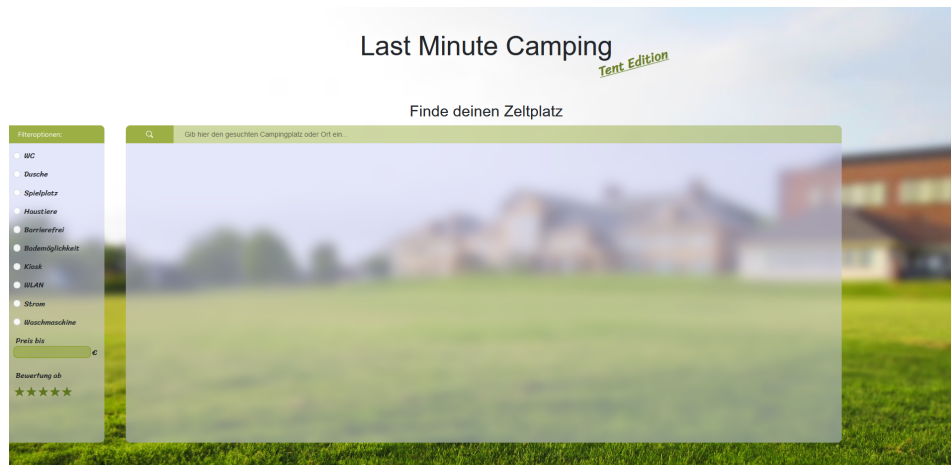 Last Minute Camping
Tent Edition
Finde deinen Zeltplatz
Filteroptionen:
Gib hier den gesuchten Campingplatz oder Ort ein...
WC
Dusche
Spielplatz
Haustiere
Barrierefrei
Bademöglichkeit
Kiosk
WLAN
Strom
Waschmaschine
Preis bis
€
Bewertung ab